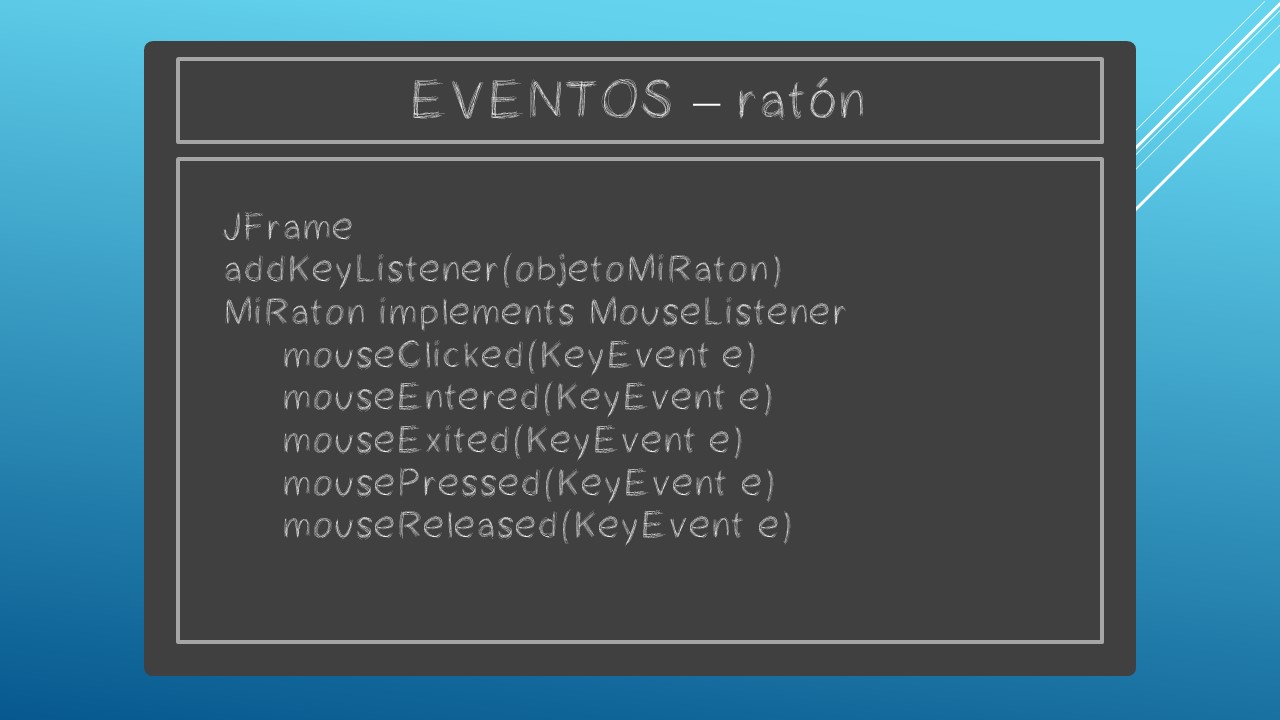 EVENTOS – ratón
JFrame
addKeyListener(objetoMiRaton)
MiRaton implements MouseListener
mouseClicked(KeyEvent e)
mouseEntered(KeyEvent e)
mouseExited(KeyEvent e)
mousePressed(KeyEvent e)
mouseReleased(KeyEvent e)